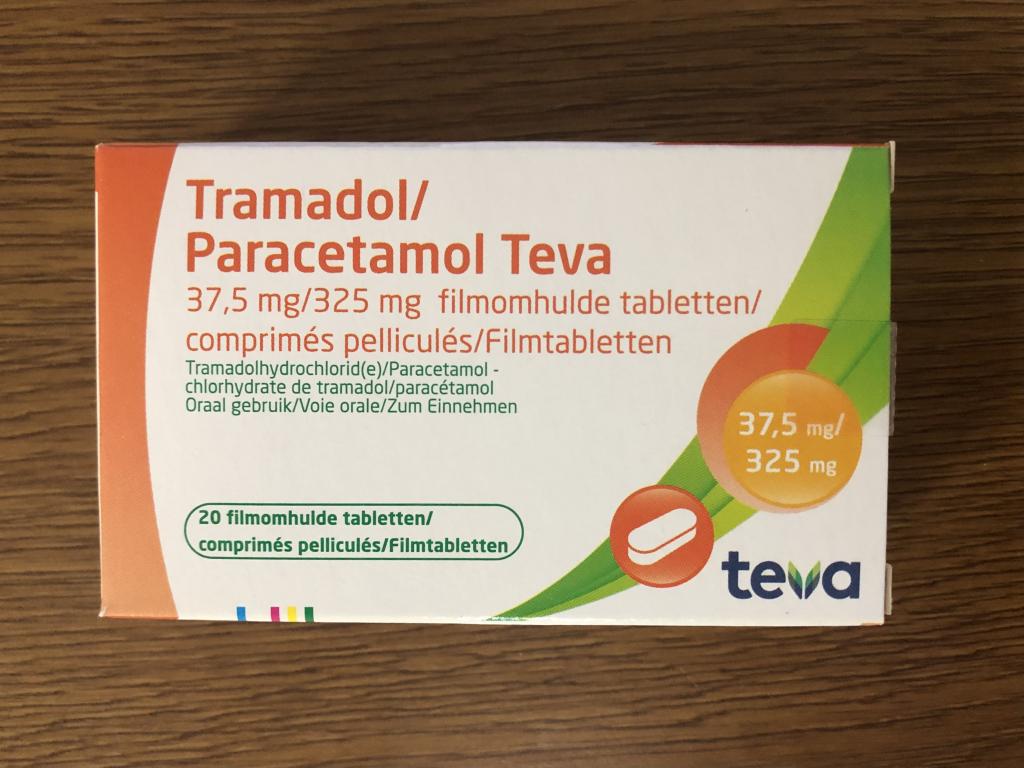 Tramadol/
Paracetamol Teva
37,5 mg/325 mg filmomhulde tabletten/
comprimés pelliculés/Filmtabletten
Tramadolhydrochlorid(e)/Paracetamol -
chlorhydrate de tramadol/paracétamol
Oraal gebruik/Voie orale/Zum Einnehmen
37,5 mg/
325 mg
20 filmomhulde tabletten/
comprimés pelliculés/Filmtabletten
teva